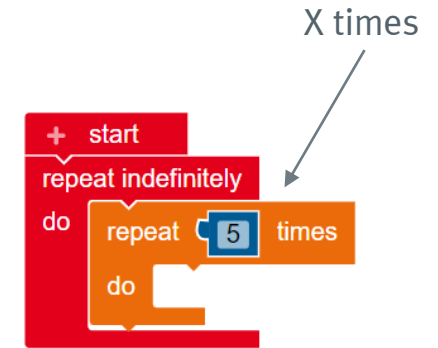 X times
+ start
repeat indefinitely
do
repeat 5 times
do